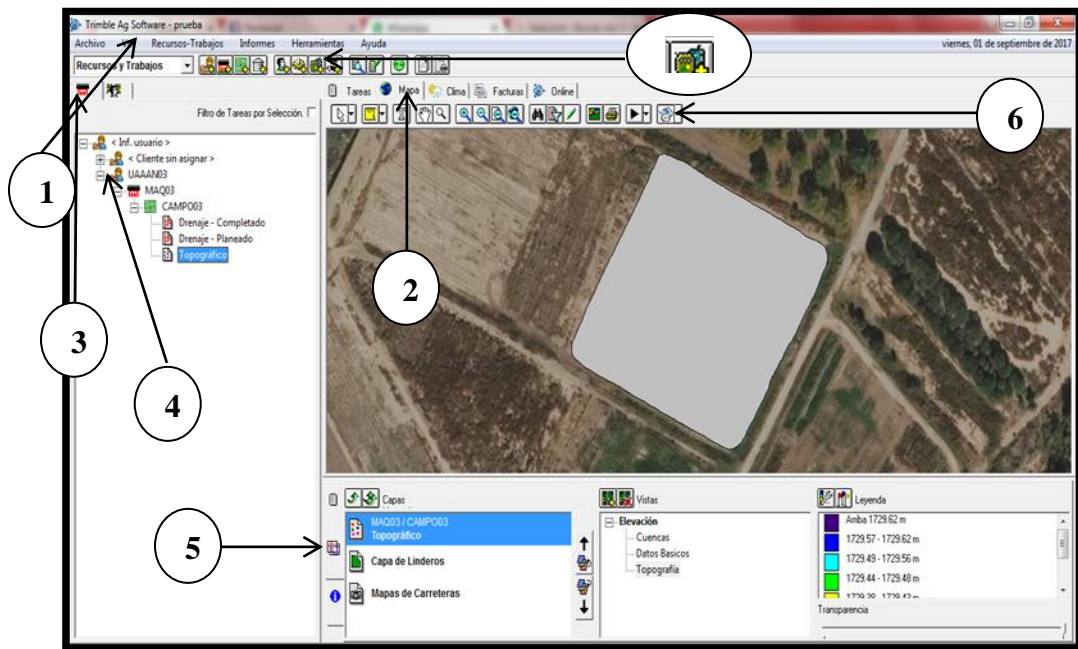 Trimble Ag Software - prueba
Archivo Recursos-Trabajos Informes Herramientas Ayuda viernes, 01 de septiembre de 2017
Recursos y Trabajos
Tareas Mapa Clima Facturas Online
Filtro de Tareas por Selección.
6
< Inf. usuario >
< Cliente sin asignar >
1
UAAAN03
MAQ03
CAMPO03
Drenaje - Completado
Drenaje - Planeado
Topográfico
2
3
4
5
Capas
MAQ03 / CAMPO03
Topográfico
Capa de Linderos
Mapas de Carreteras
Vistas
Elevación
Cuencas
Datos Basicos
Topografía
Leyenda
Arriba 1729.62 m
1729.57 - 1729.62 m
1729.49 - 1729.56 m
1729.44 - 1729.48 m
1729.38 - 1729.43 m
Transparencia